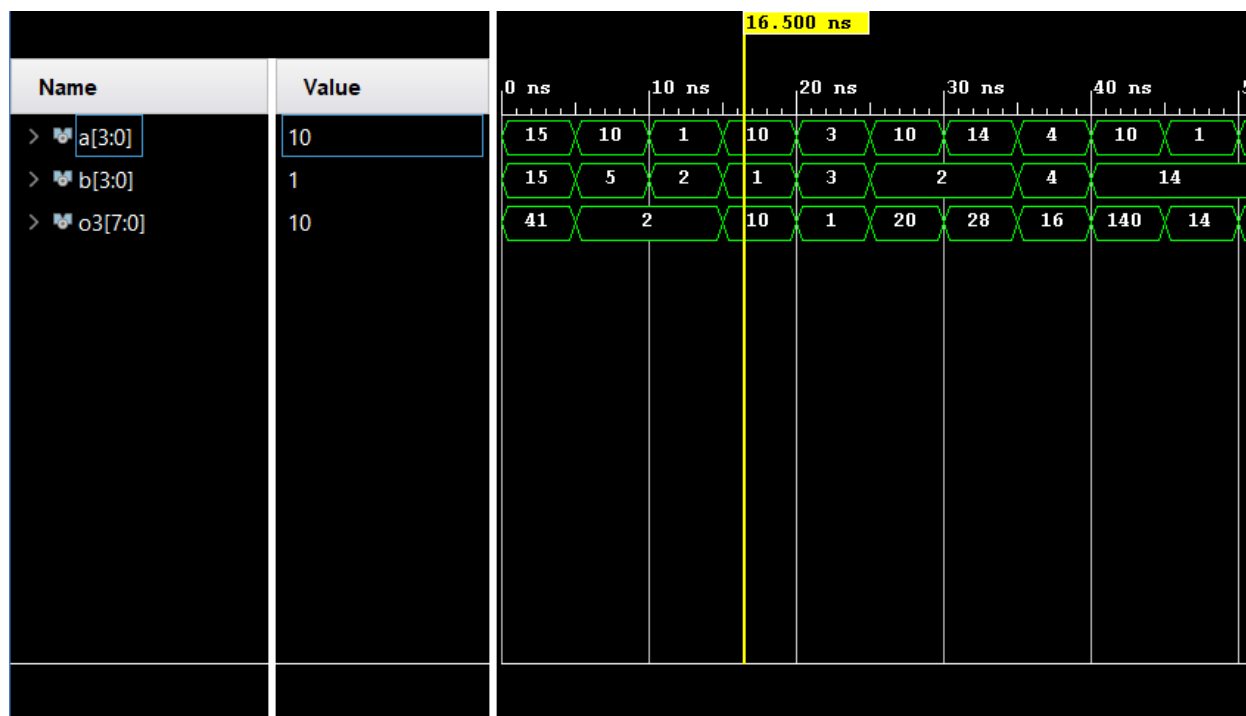 16.500 ns
Name Value
0 ns 10 ns 20 ns 30 ns 40 ns
a[3:0] 10 15 10 1 10 3 10 14 4 10 1
b[3:0] 1 15 5 2 1 3 2 4 14
o3[7:0] 10 41 2 10 1 20 28 16 140 14